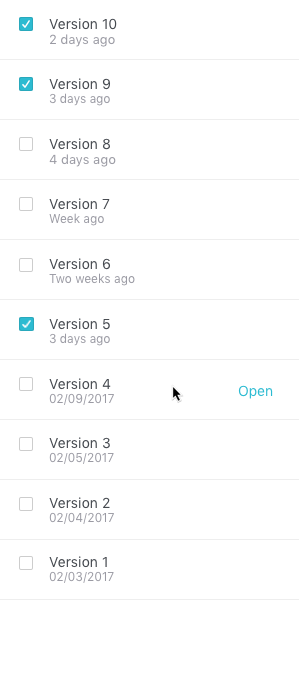 Version 10
2 days ago
Version 9
3 days ago
Version 8
4 days ago
Version 7
Week ago
Version 6
Two weeks ago
Version 5
3 days ago
Version 4
02/09/2017
Open
Version 3
02/05/2017
Version 2
02/04/2017
Version 1
02/03/2017